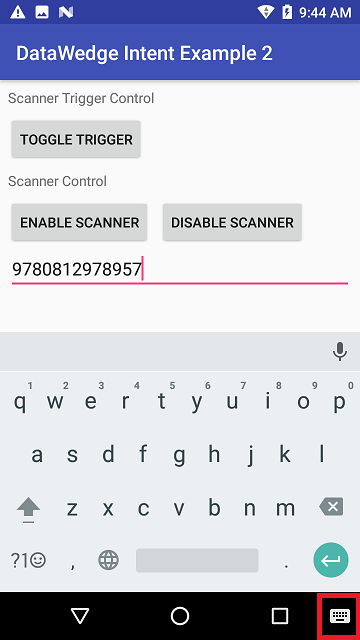 9:44 AM
DataWedge Intent Example 2
Scanner Trigger Control
TOGGLE TRIGGER
Scanner Control
ENABLE SCANNER DISABLE SCANNER
9780812978957
1 2 3 4 5 6 7 8 9 0
q w e r t y u i o p
a s d f g h j k l
z x c v b n m
?1☺ , .